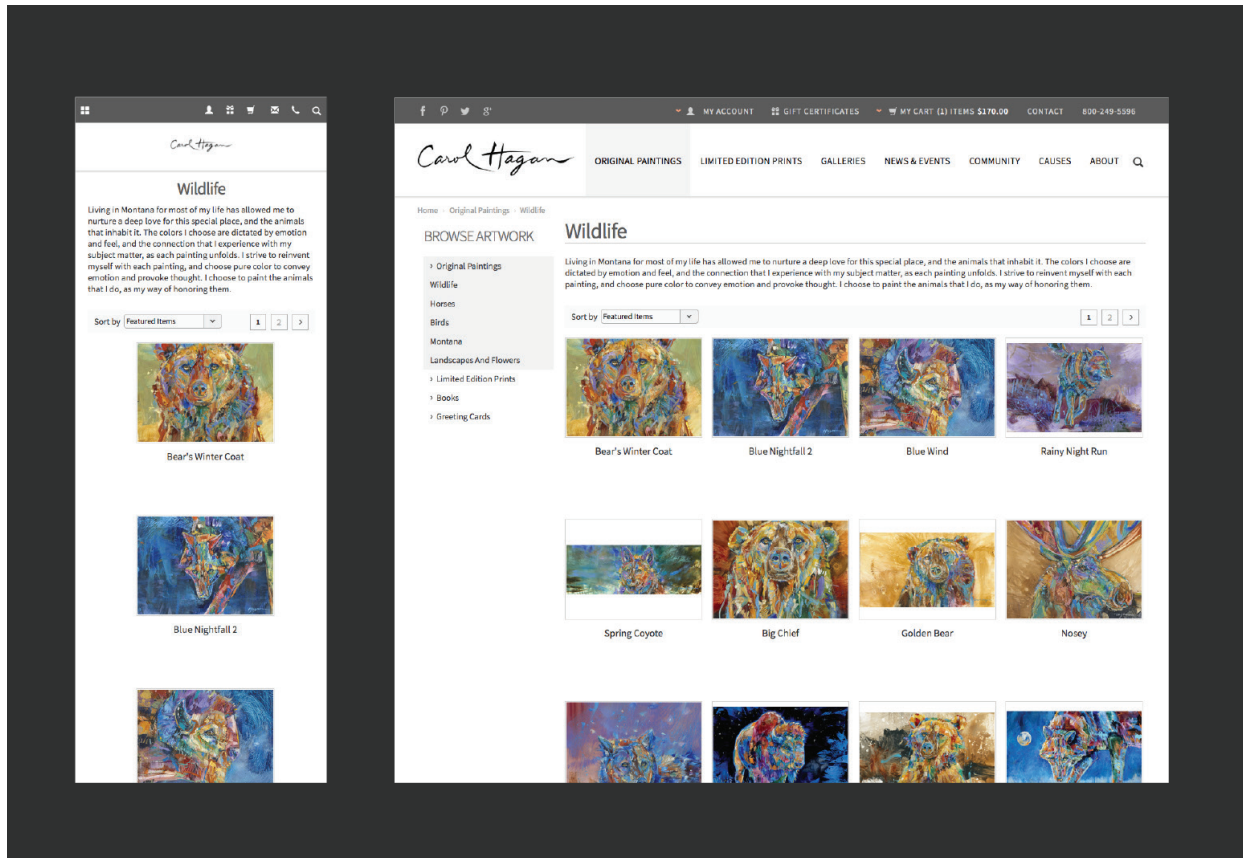 Carol Hagan
Wildlife
Living in Montana for most of my life has allowed me to
nurture a deep love for this special place, and the animals
that inhabit it. The colors I choose are dictated by emotion
and feel, and the connection that I experience with my
subject matter, as each painting unfolds. I strive to reinvent
myself with each painting, and choose pure color to convey
emotion and provoke thought. I choose to paint the animals
that I do, as my way of honoring them.
Sort by Featured Items 1 2 >
Bear's Winter Coat
Blue Nightfall 2
MY ACCOUNT GIFT CERTIFICATES MY CART (1) ITEMS $170.00 CONTACT 800-249-5596
Carol Hagan ORIGINAL PAINTINGS LIMITED EDITION PRINTS GALLERIES NEWS & EVENTS COMMUNITY CAUSES ABOUT
Home Original Paintings Wildlife
BROWSE ARTWORK
› Original Paintings
Wildlife
Horses
Birds
Montana
Landscapes And Flowers
› Limited Edition Prints
› Books
› Greeting Cards
Wildlife
Living in Montana for most of my life has allowed me to nurture a deep love for this special place, and the animals that inhabit it. The colors I choose are
dictated by emotion and feel, and the connection that I experience with my subject matter, as each painting unfolds. I strive to reinvent myself with each
painting, and choose pure color to convey emotion and provoke thought. I choose to paint the animals that I do, as my way of honoring them.
Sort by Featured Items 1 2 >
Bear's Winter Coat Blue Nightfall 2 Blue Wind Rainy Night Run
Spring Coyote Big Chief Golden Bear Nosey